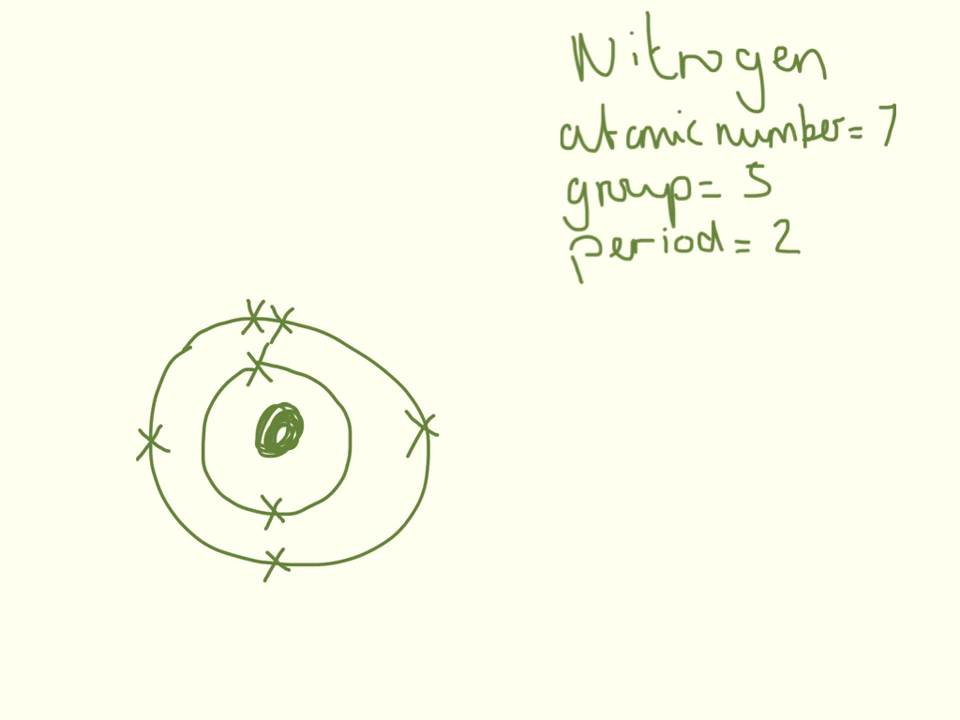 Nitrogen
atomic number = 7
group = 5
period = 2